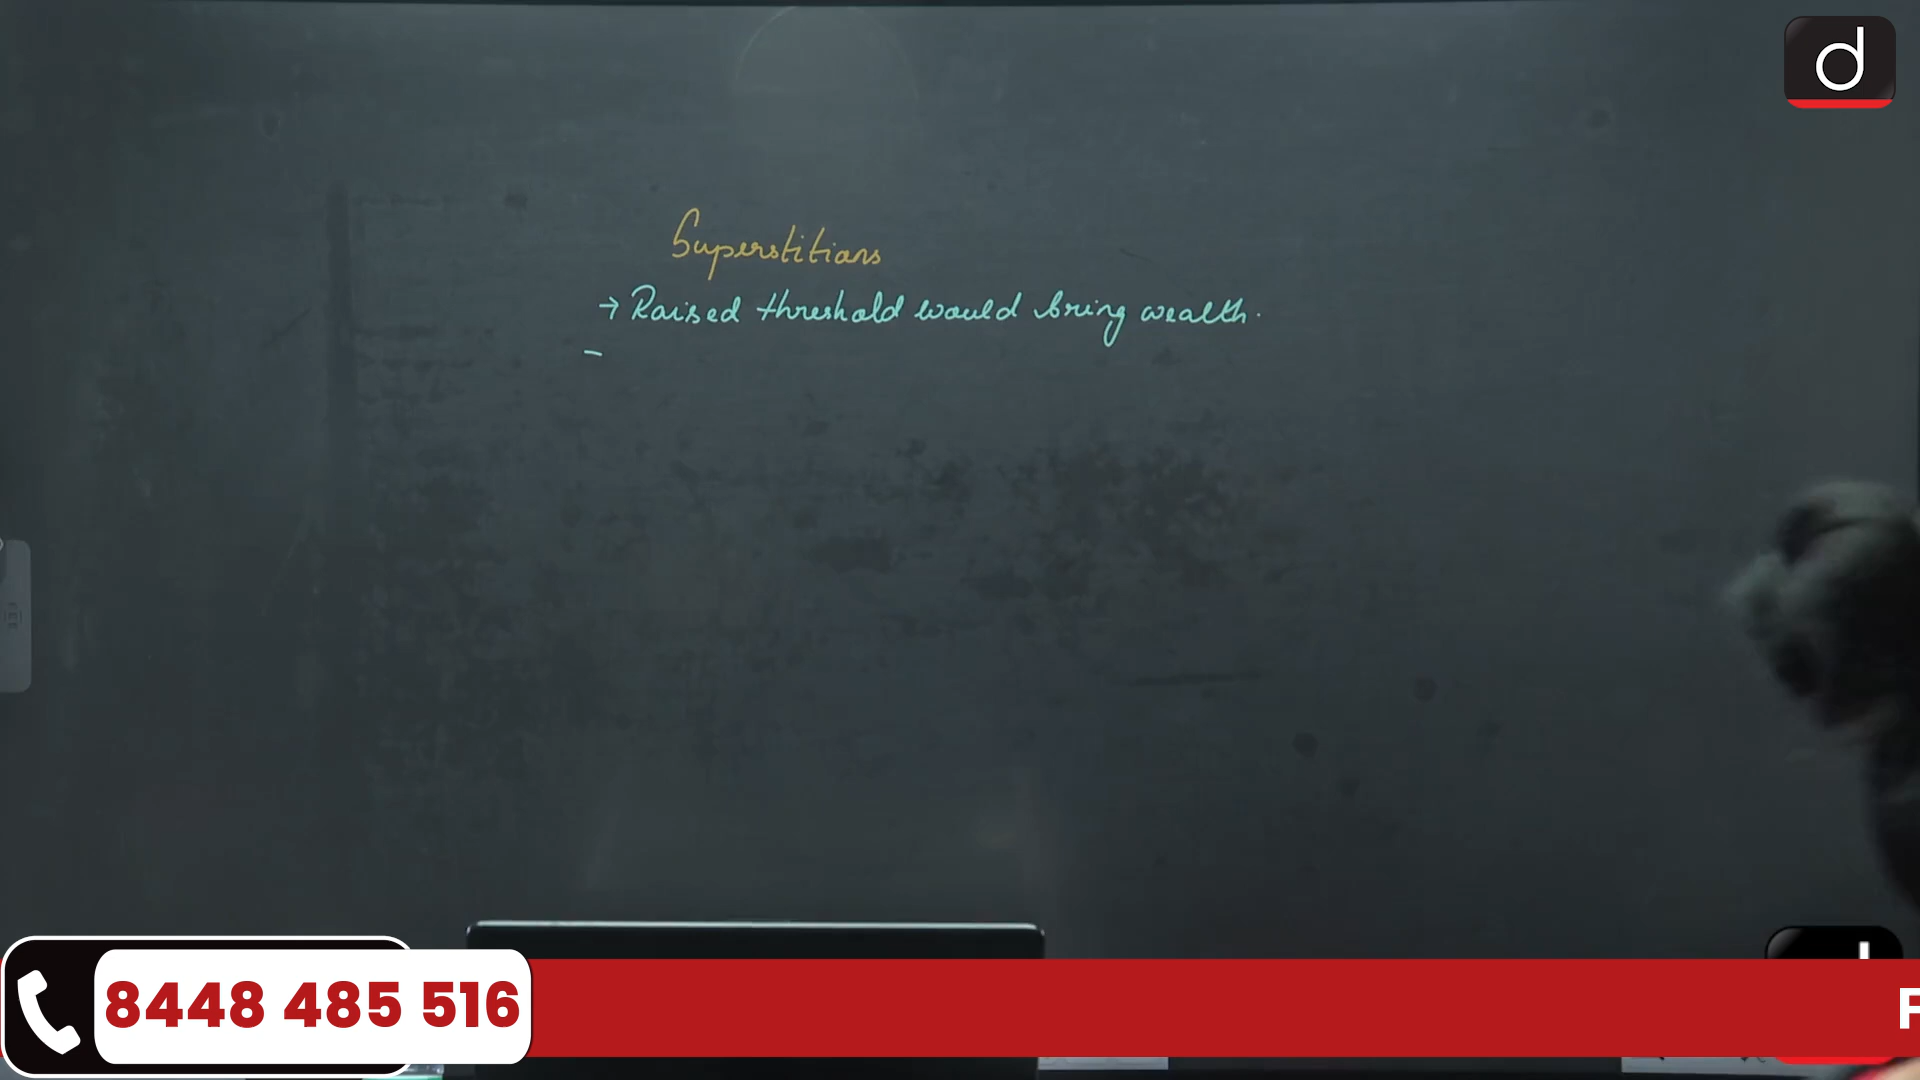 d
Superstitions
→ Raised threshold would bring wealth.
–
8448 485 516
F